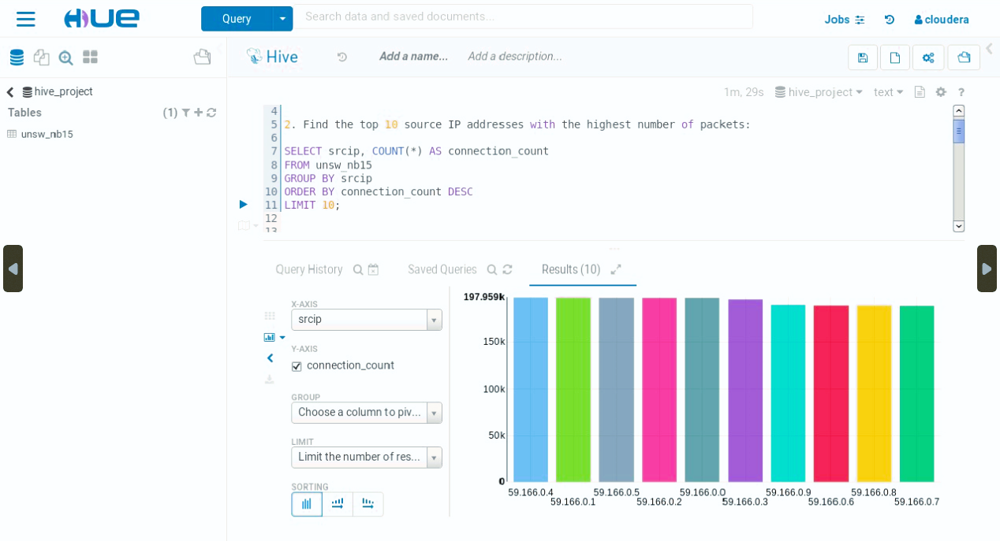 HUE
Query
Search data and saved documents...
Jobs
cloudera
Hive
Add a name...
Add a description...
hive_project
Tables
(1)
unsw_nb15
1m, 29s
hive_project
text
?
4
5 2. Find the top 10 source IP addresses with the highest number of packets:
6
7 SELECT srcip, COUNT(*) AS connection_count
8 FROM unsw_nb15
9 GROUP BY srcip
10 ORDER BY connection_count DESC
11 LIMIT 10;
12
13
Query History
Saved Queries
Results (10)
X-AXIS
srcip
Y-AXIS
connection_count
GROUP
Choose a column to piv...
LIMIT
Limit the number of res...
SORTING
197.959k
150k
100k
50k
0
59.166.0.4 59.166.0.5 59.166.0.0 59.166.0.9 59.166.0.8
59.166.0.1 59.166.0.2 59.166.0.3 59.166.0.6 59.166.0.7